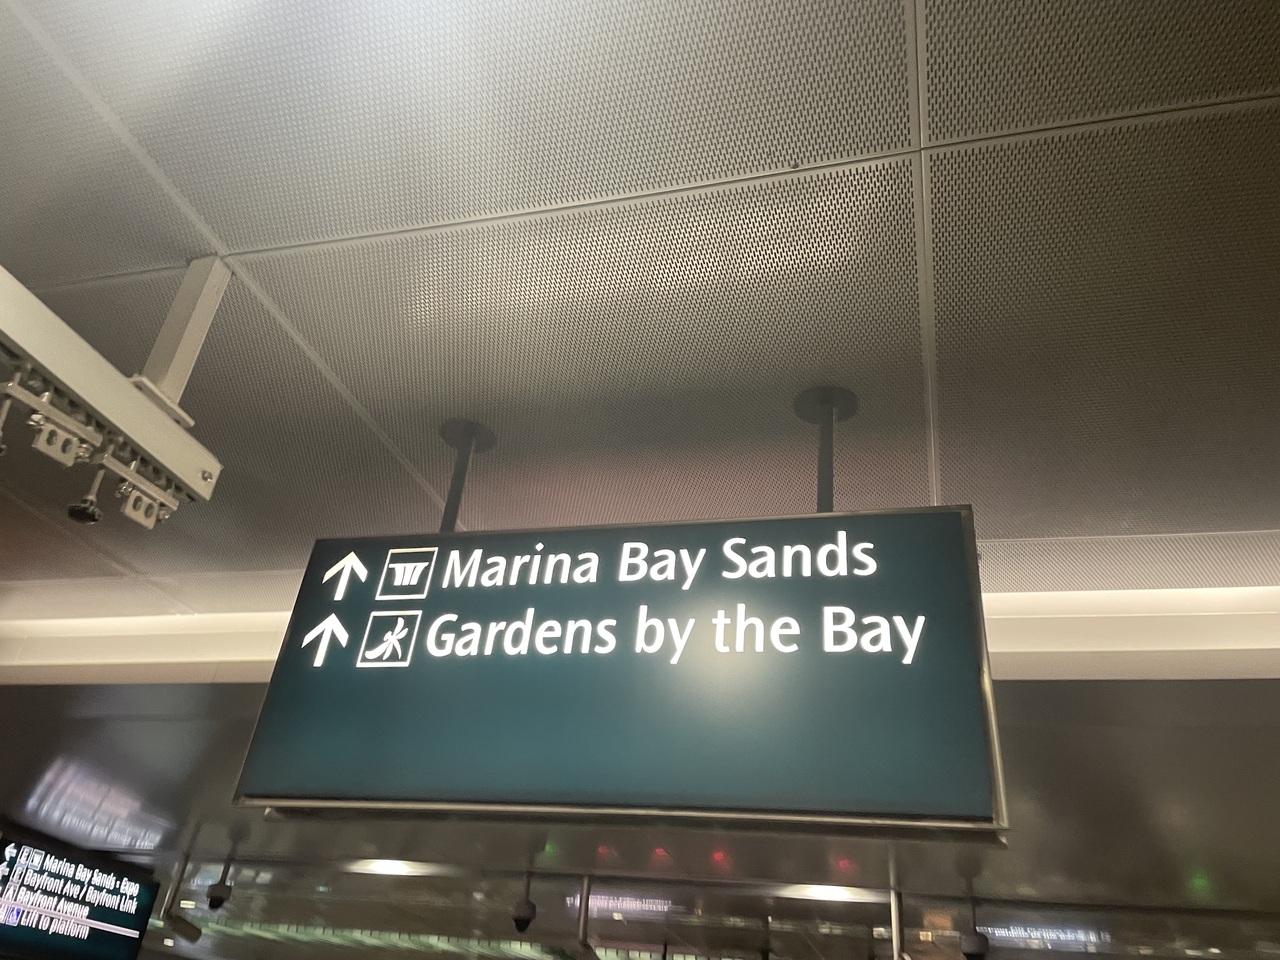 Marina Bay Sands
Gardens by the Bay
Marina Bay Sands • Expo
Bayfront Ave / Bayfront Link
Bayfront Avenue
Lift to platform